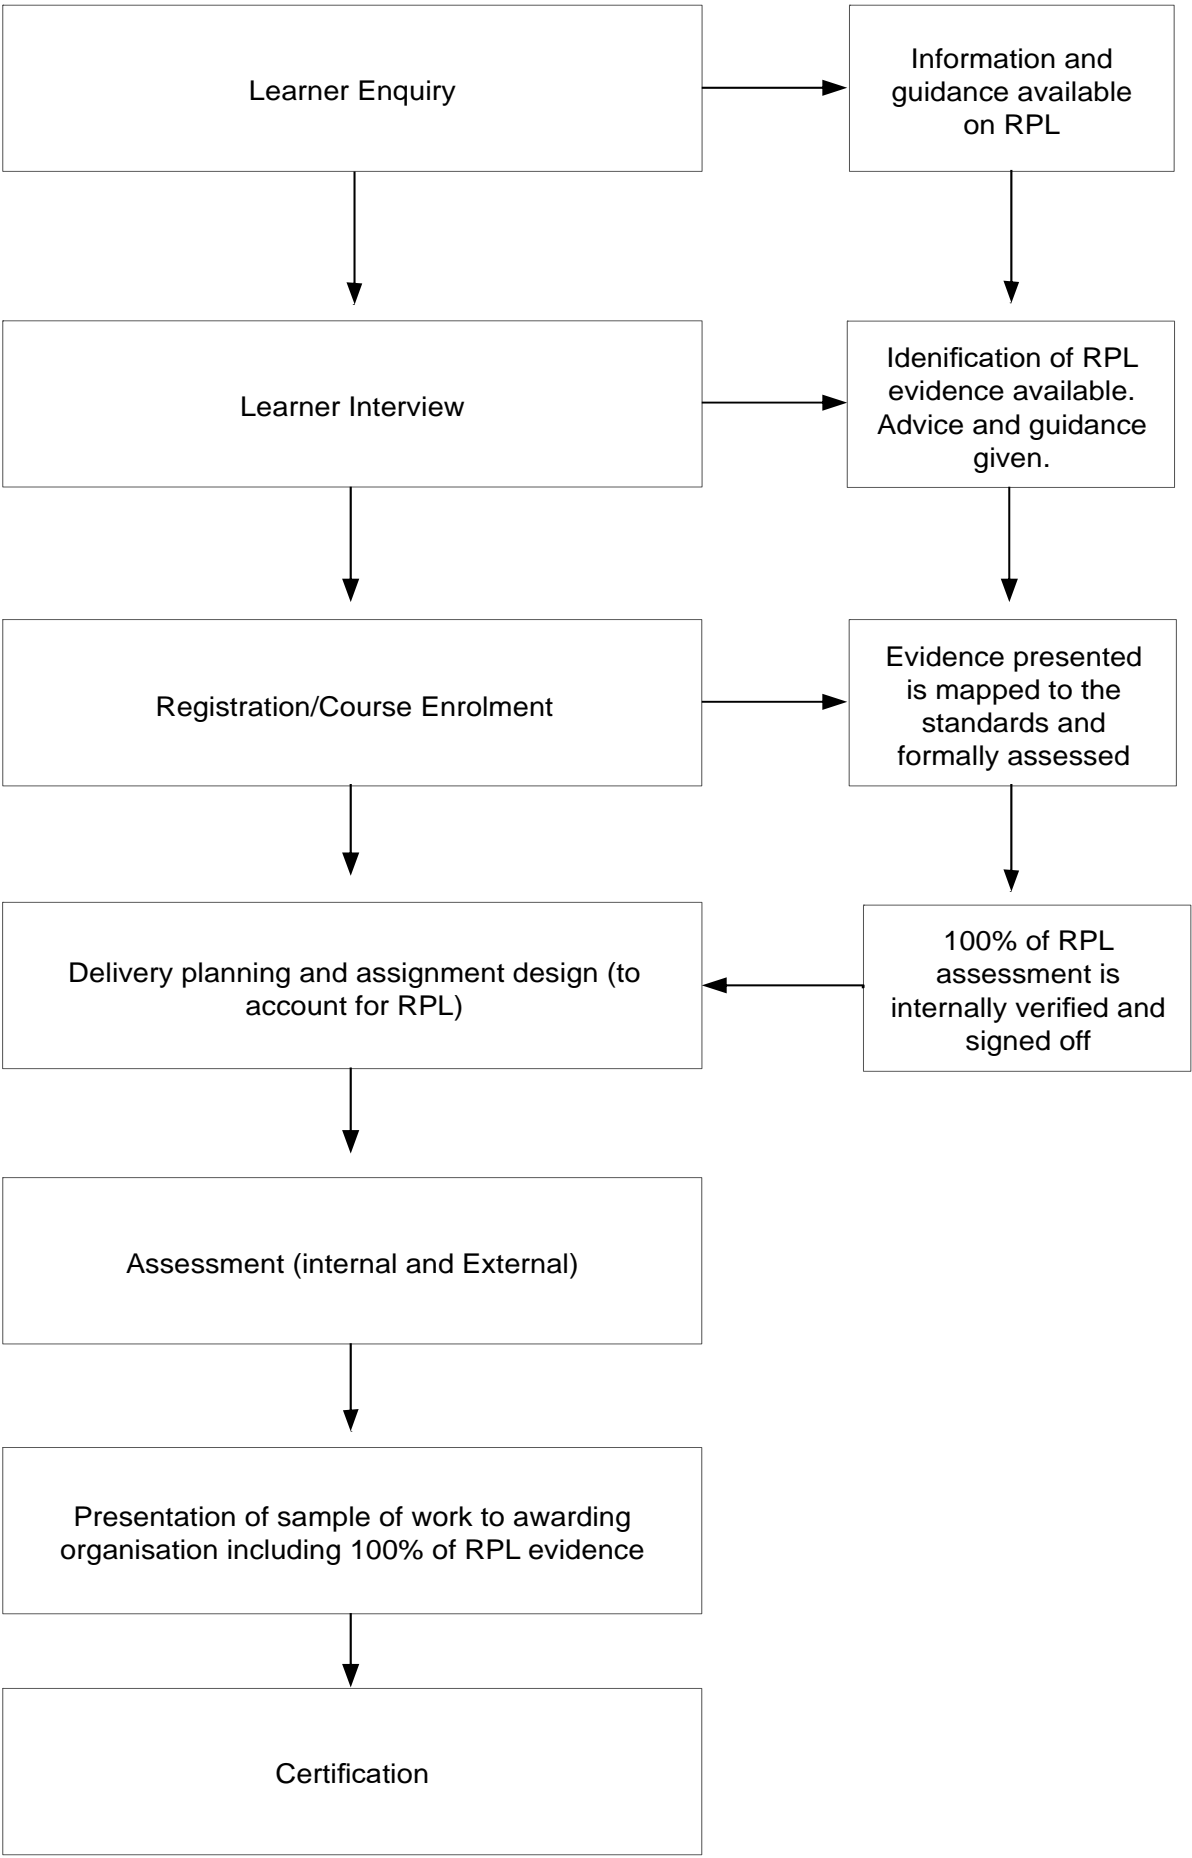 Learner Enquiry
Information and
guidance available
on RPL
Learner Interview
Idenification of RPL
evidence available.
Advice and guidance
given.
Registration/Course Enrolment
Evidence presented
is mapped to the
standards and
formally assessed
Delivery planning and assignment design (to
account for RPL)
100% of RPL
assessment is
internally verified and
signed off
Assessment (internal and External)
Presentation of sample of work to awarding
organisation including 100% of RPL evidence
Certification